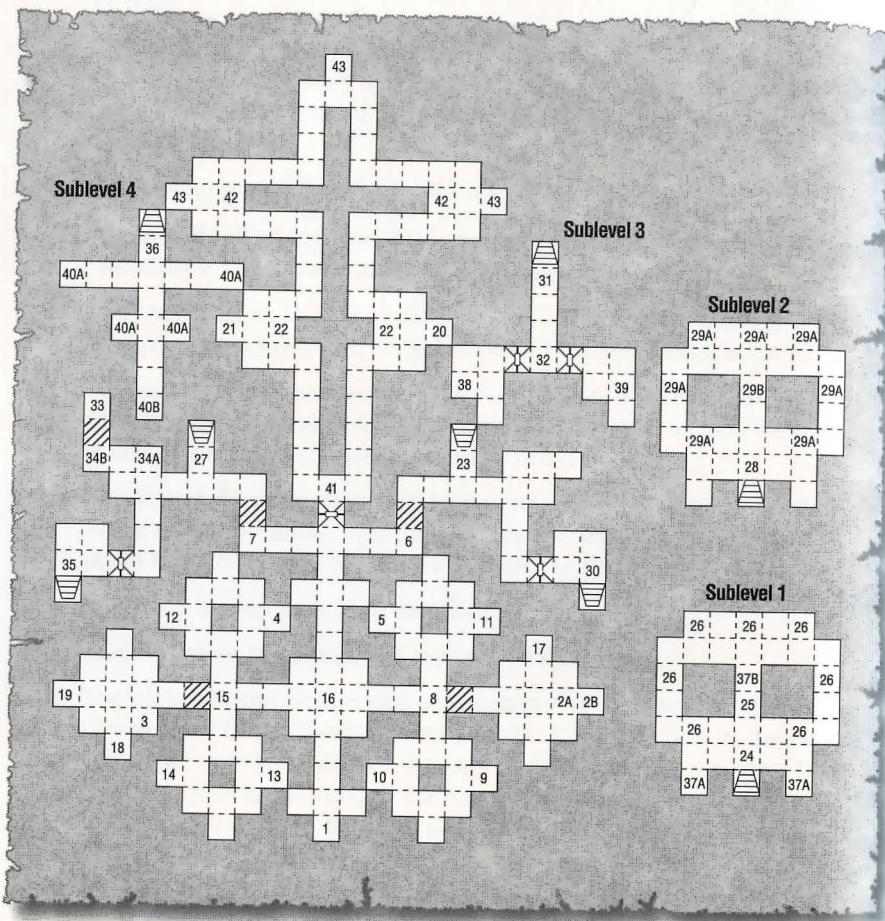 43
43 42 42 43
Sublevel 4
Sublevel 3
36
31
40A 40A
Sublevel 2
40A 40A 21 22 22 20
29A 29A 29A
32
38 39
29A 29B 29A
33 40B
34B 34A 27 23
29A 29A
28
41
7 6
35 30
Sublevel 1
12 4 5 11
26 26 26
17
26 37B 26
19 15 16 8 2A 2B
25
3
26 26
18
24
14 13 10 9
37A 37A
1